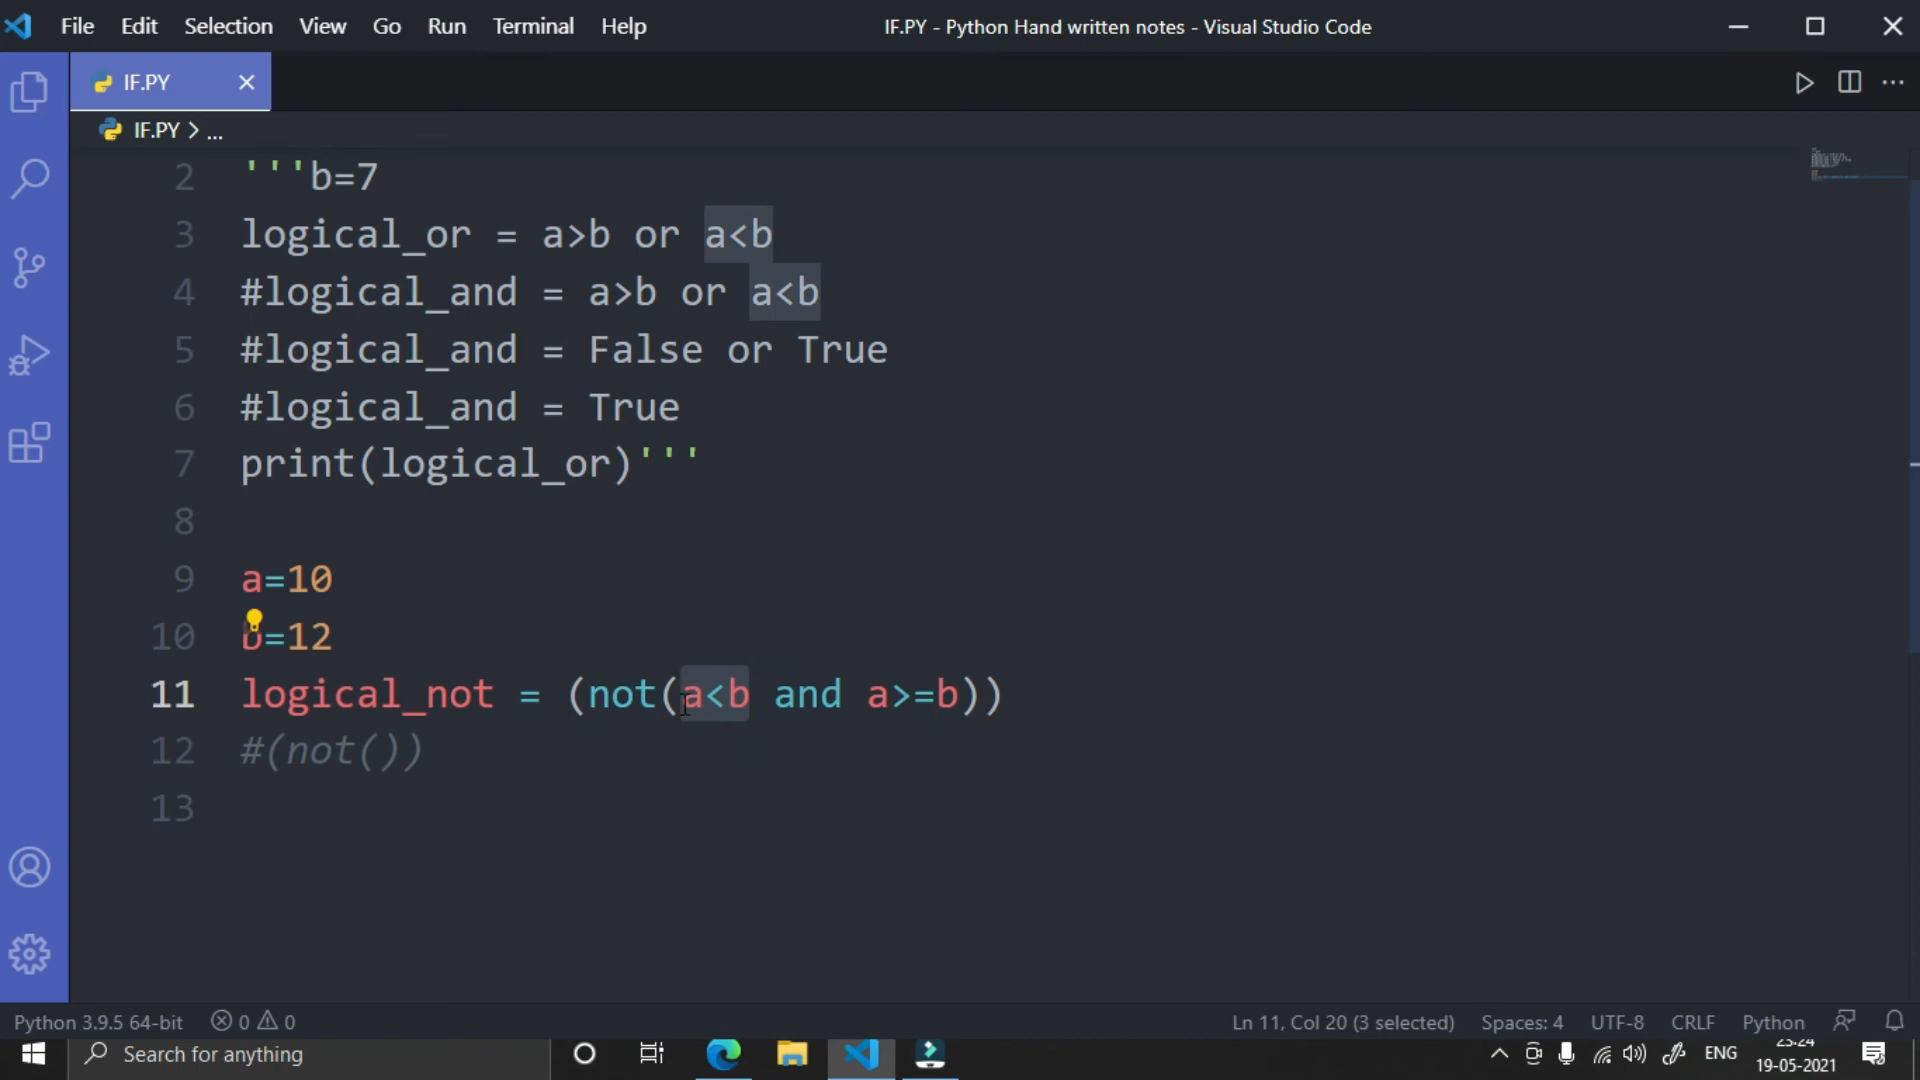 File Edit Selection View Go Run Terminal Help
IF.PY - Python Hand written notes - Visual Studio Code
IF.PY
IF.PY > ...
2 '''b=7
3 logical_or = a>b or a<b
4 #logical_and = a>b or a<b
5 #logical_and = False or True
6 #logical_and = True
7 print(logical_or)'''
8
9 a=10
10 b=12
11 logical_not = (not(a<b and a>=b))
12 #(not())
13
Python 3.9.5 64-bit 0 0
Ln 11, Col 20 (3 selected) Spaces: 4 UTF-8 CRLF Python
Search for anything
ENG
23:24
19-05-2021